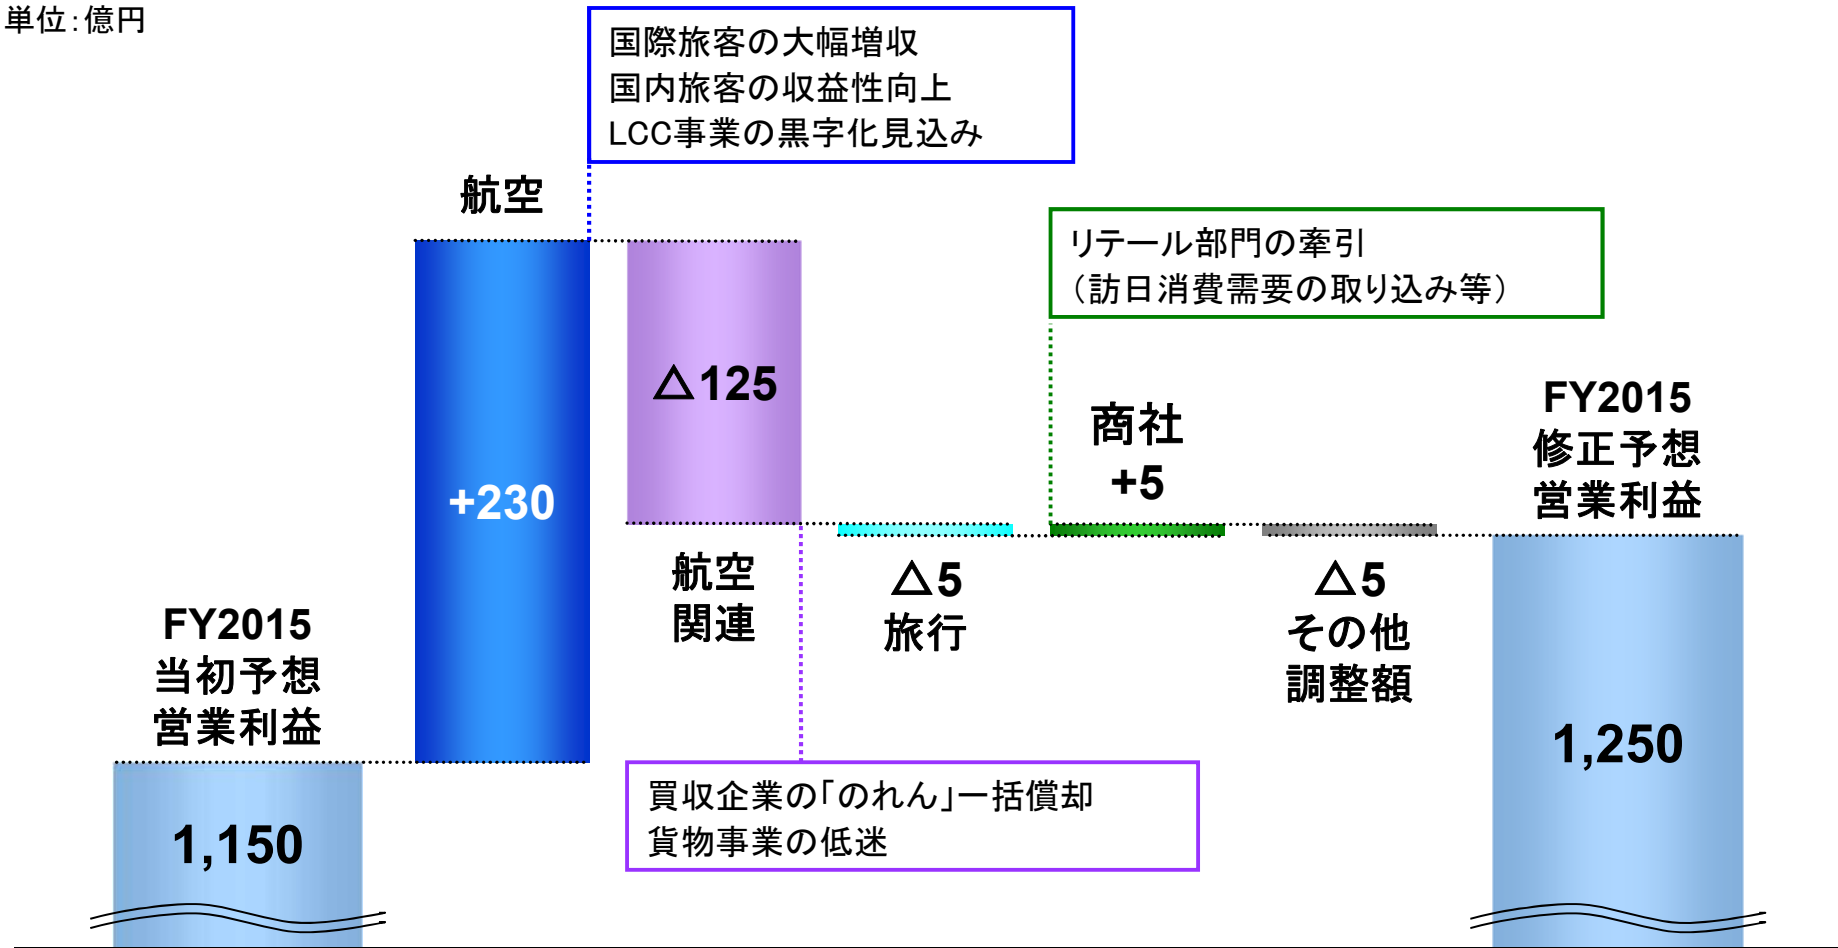 単位:億円
国際旅客の大幅増収
国内旅客の収益性向上
LCC事業の黒字化見込み
航空
+230
△125
航空
関連
リテール部門の牽引
(訪日消費需要の取り込み等)
商社
+5
△5
旅行
△5
その他
調整額
FY2015
当初予想
営業利益
1,150
FY2015
修正予想
営業利益
1,250
買収企業の「のれん」一括償却
貨物事業の低迷